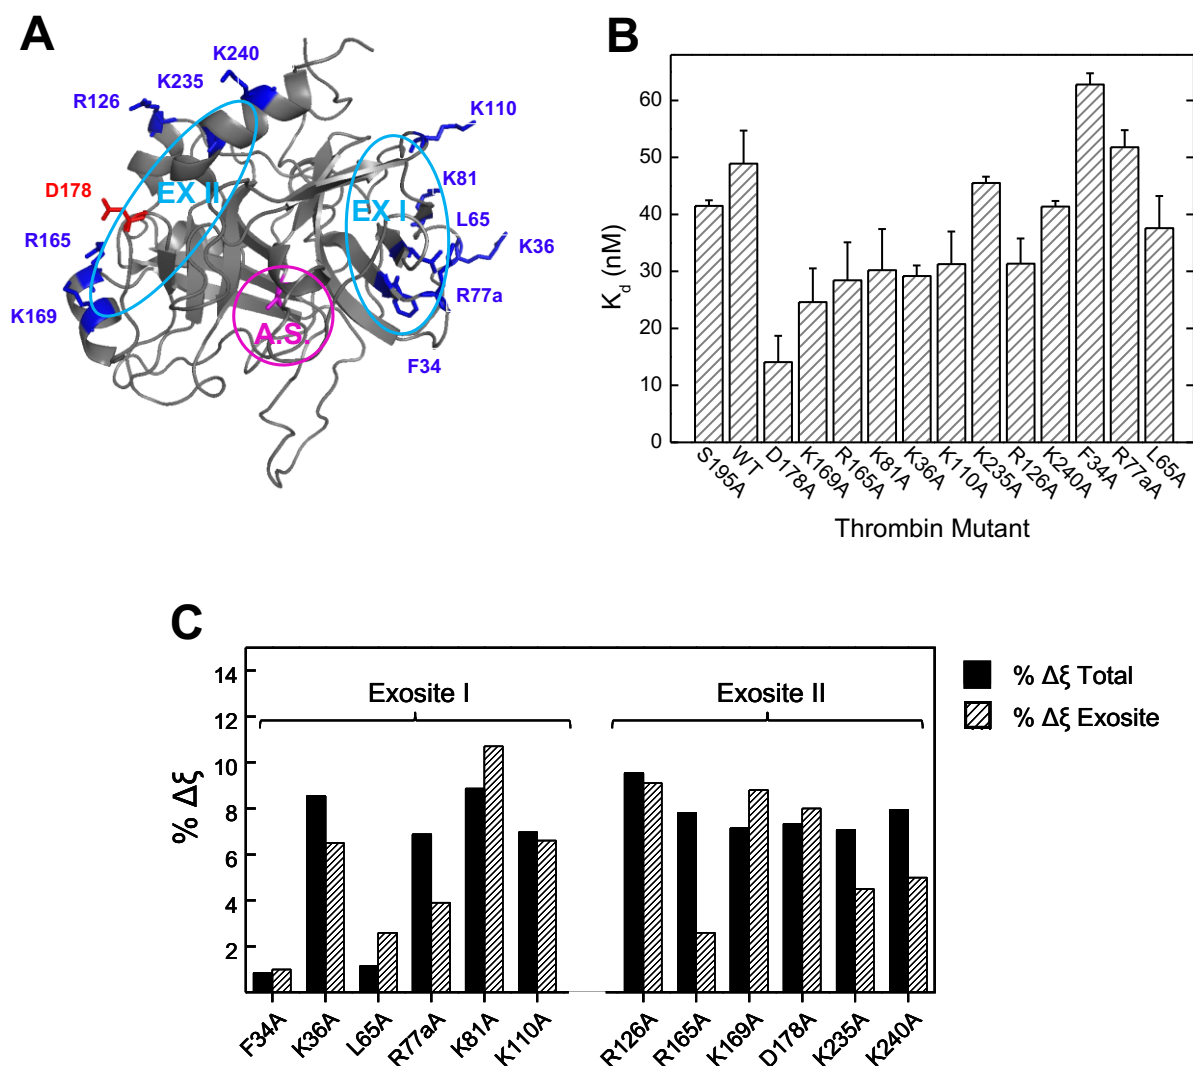 A
K240
K235
R126
K110
D178
EX II
K81
EX I
L65
R165
K36
R77a
K169
A.S.
F34
B
60
50
40
30
20
10
0
K_d (nM)
S195A
WT
D178A
K169A
R165A
K81A
K36A
K110A
K235A
R126A
K240A
F34A
R77aA
L65A
Thrombin Mutant
C
14
12
10
8
6
4
2
% Δξ
Exosite I
Exosite II
% Δξ Total
% Δξ Exosite
F34A
K36A
L65A
R77aA
K81A
K110A
R126A
R165A
K169A
D178A
K235A
K240A